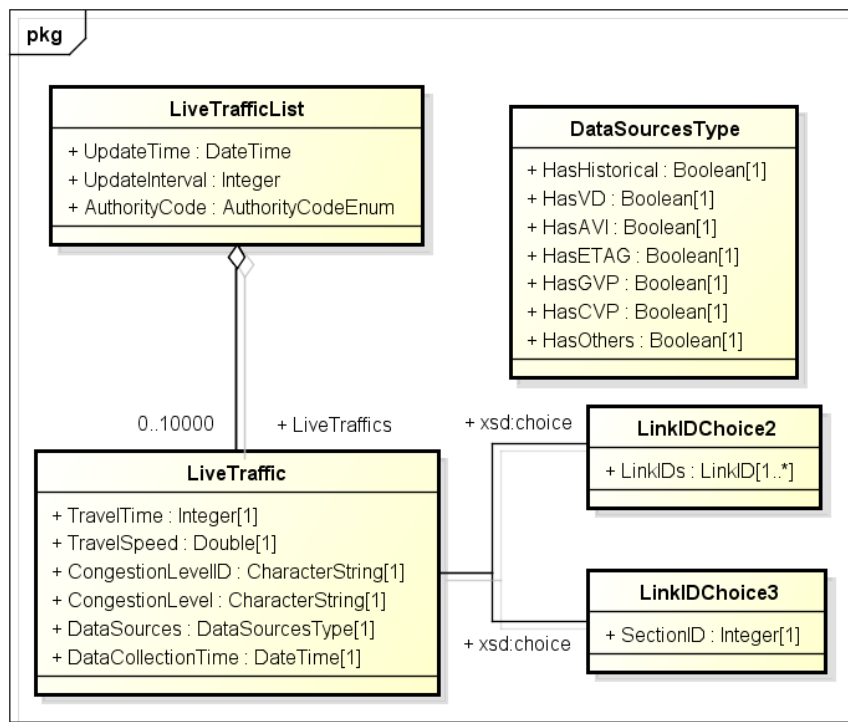 pkg
LiveTrafficList
+ UpdateTime : DateTime
+ UpdateInterval : Integer
+ AuthorityCode : AuthorityCodeEnum
DataSourcesType
+ HasHistorical : Boolean[1]
+ HasVD : Boolean[1]
+ HasAVI : Boolean[1]
+ HasETAG : Boolean[1]
+ HasGVP : Boolean[1]
+ HasCVP : Boolean[1]
+ HasOthers : Boolean[1]
0..10000
+ LiveTraffics
LiveTraffic
+ TravelTime : Integer[1]
+ TravelSpeed : Double[1]
+ CongestionLevelID : CharacterString[1]
+ CongestionLevel : CharacterString[1]
+ DataSources : DataSourcesType[1]
+ DataCollectionTime : DateTime[1]
+ xsd:choice
LinkIDChoice2
+ LinkIDs : LinkID[1..*]
+ xsd:choice
LinkIDChoice3
+ SectionID : Integer[1]